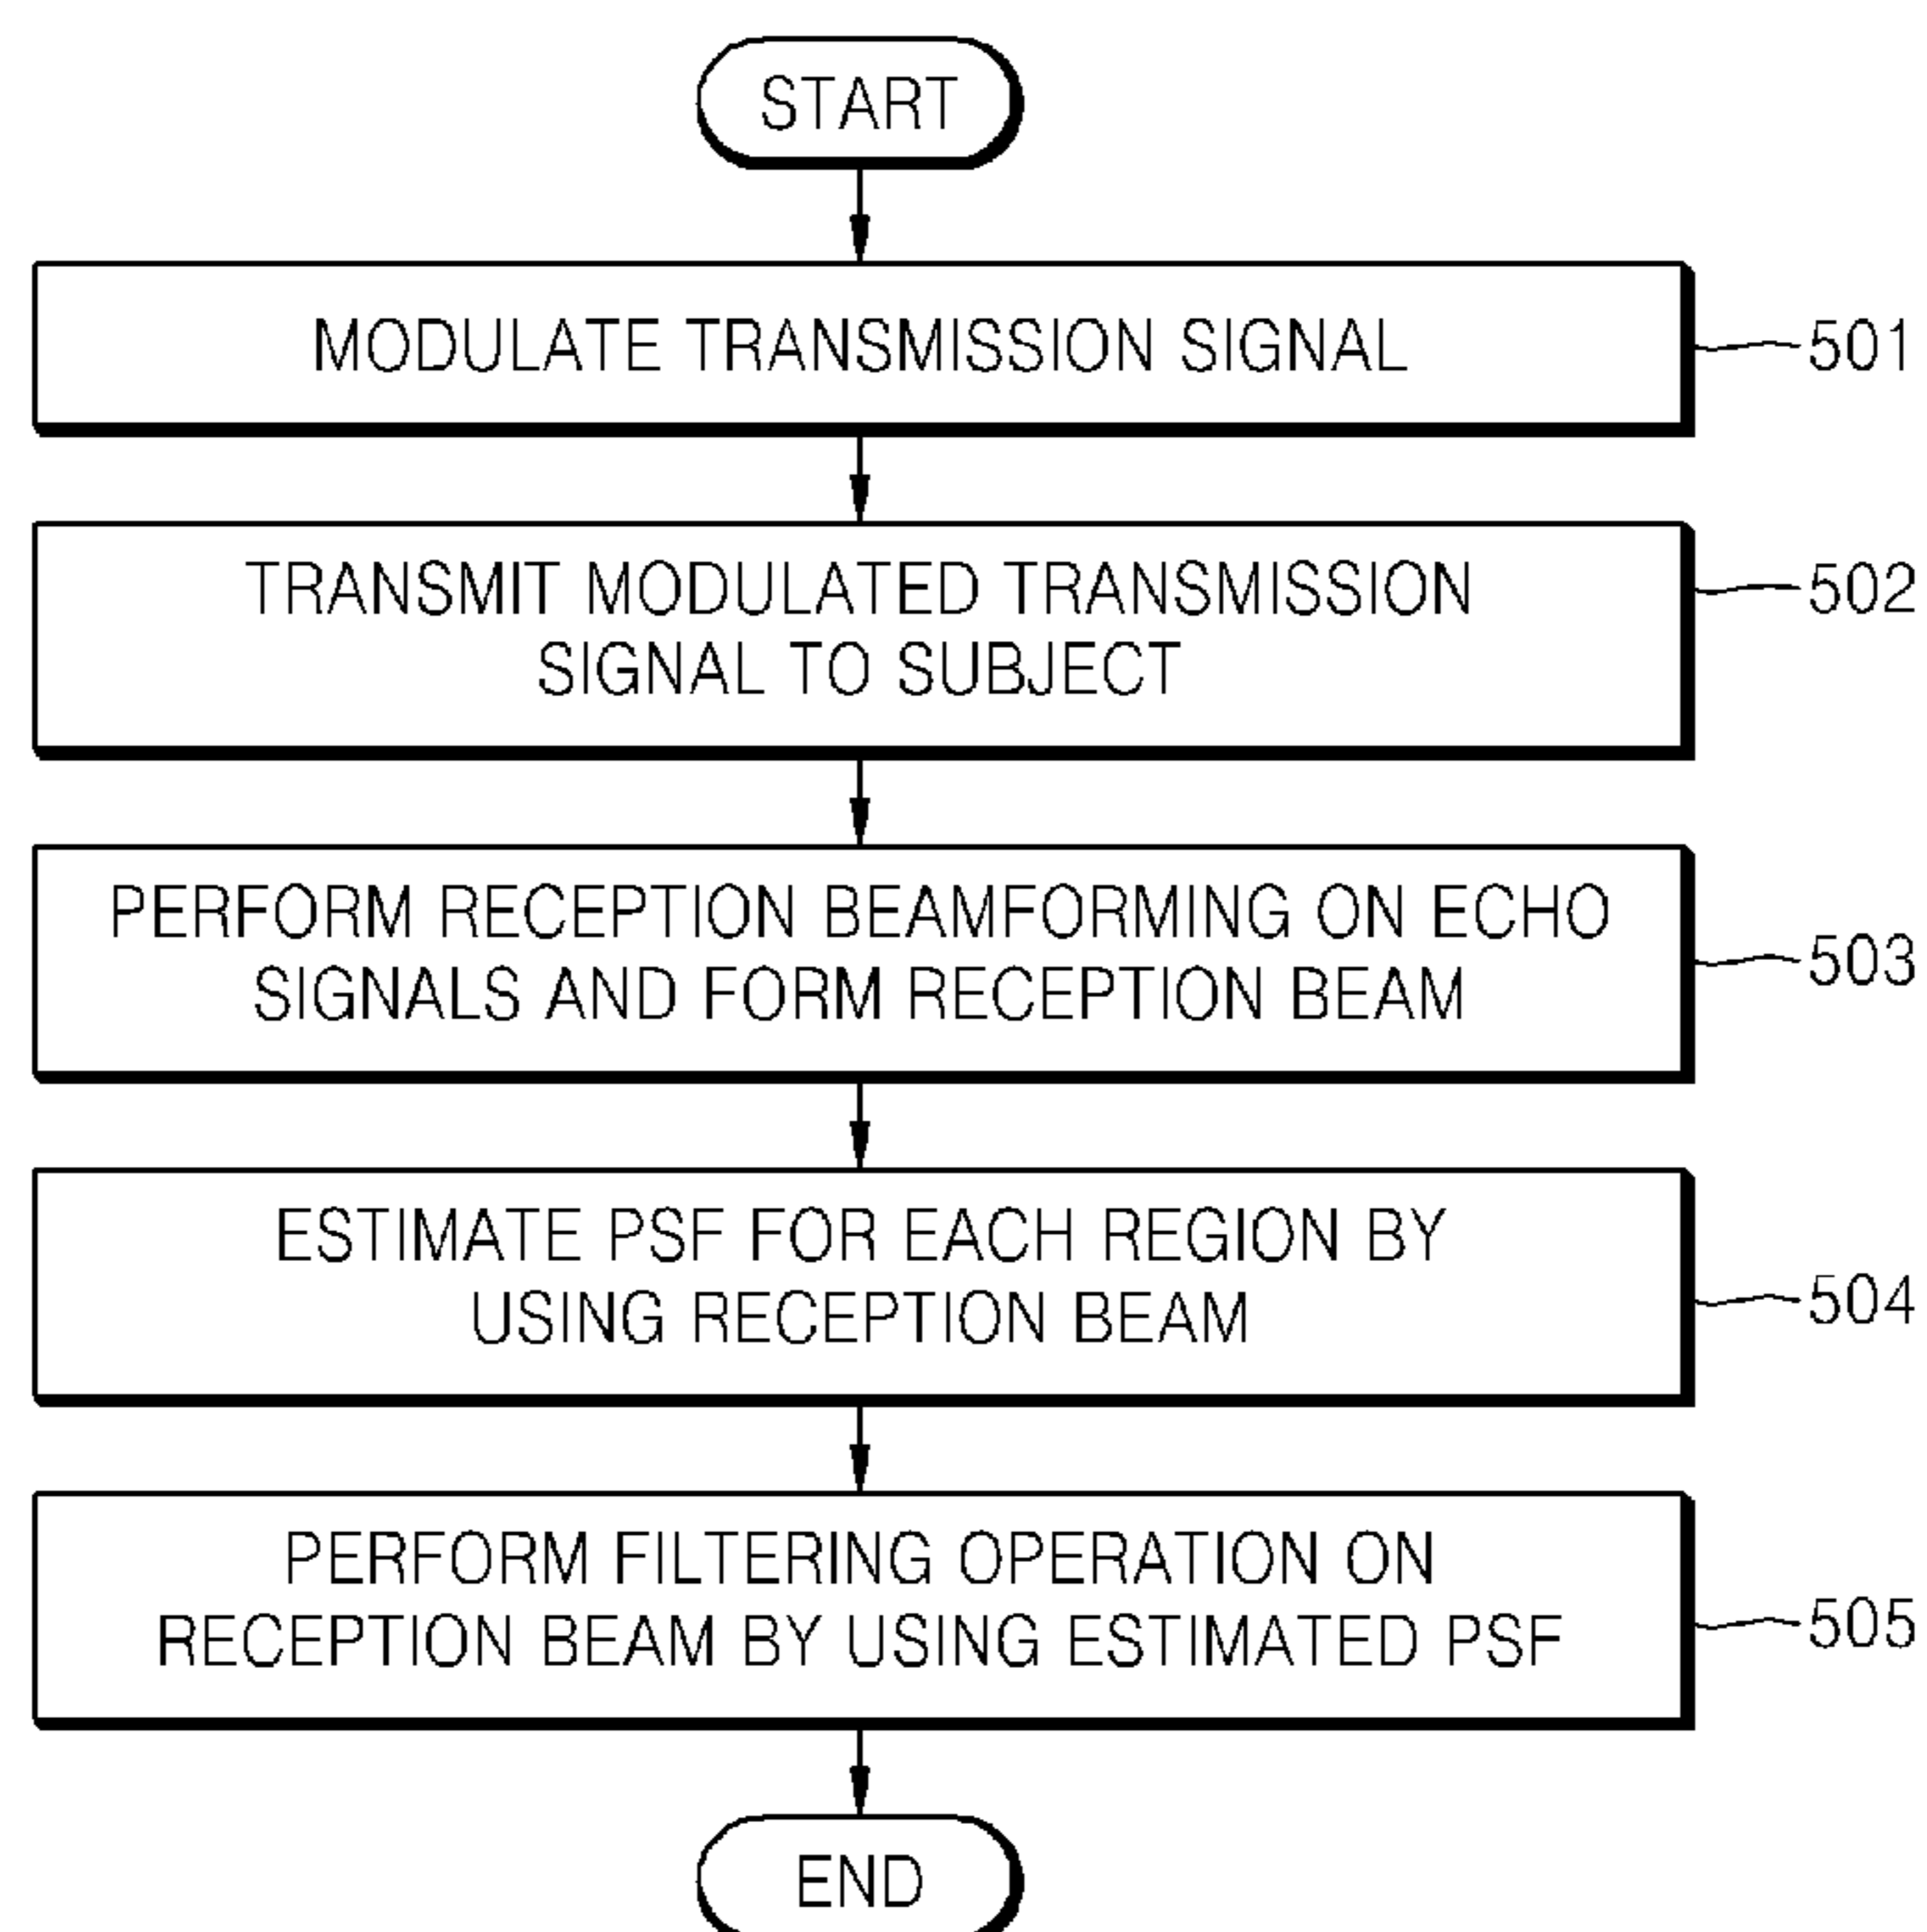 START
MODULATE TRANSMISSION SIGNAL
501
TRANSMIT MODULATED TRANSMISSION
SIGNAL TO SUBJECT
502
PERFORM RECEPTION BEAMFORMING ON ECHO
SIGNALS AND FORM RECEPTION BEAM
503
ESTIMATE PSF FOR EACH REGION BY
USING RECEPTION BEAM
504
PERFORM FILTERING OPERATION ON
RECEPTION BEAM BY USING ESTIMATED PSF
505
END